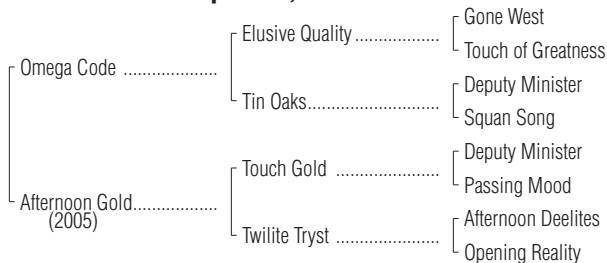 Elusive Quality .................. Gone West
Touch of Greatness
Omega Code ....................
Tin Oaks............................ Deputy Minister
Squan Song
Touch Gold ...................... Deputy Minister
Passing Mood
Afternoon Gold..................
(2005)
Twilite Tryst ...................... Afternoon Deelites
Opening Reality